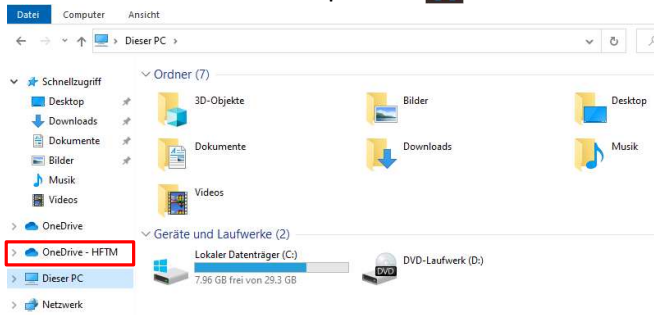 Datei Computer Ansicht
Dieser PC
Schnellzugriff
Desktop
Downloads
Dokumente
Bilder
Musik
Videos
OneDrive
OneDrive - HFTM
Dieser PC
Netzwerk
Ordner (7)
3D-Objekte Bilder Desktop
Dokumente Downloads Musik
Videos
Geräte und Laufwerke (2)
Lokaler Datenträger (C:)
7.96 GB frei von 29.3 GB
DVD-Laufwerk (D:)
DVD